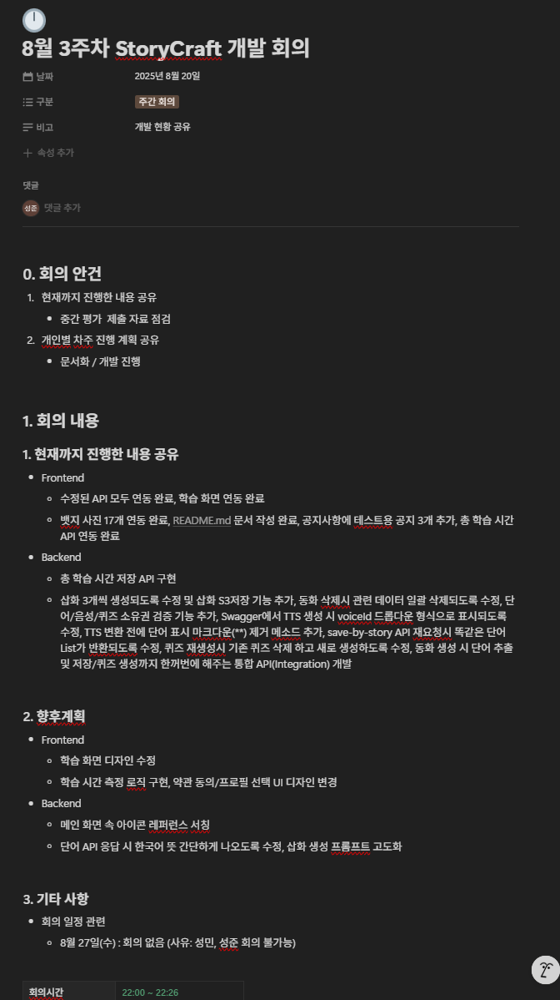 8월 3주차 StoryCraft 개발 회의
날짜 2025년 8월 20일
구분 주간 회의
비고 개발 현황 공유
속성 추가
댓글
성준 댓글 추가
0. 회의 안건
1. 현재까지 진행한 내용 공유
• 중간 평가 제출 자료 점검
2. 개인별 차주 진행 계획 공유
• 문서화 / 개발 진행
1. 회의 내용
1. 현재까지 진행한 내용 공유
• Frontend
◦ 수정된 API 모두 연동 완료, 학습 화면 연동 완료
◦ 뱃지 사진 17개 연동 완료, README.md 문서 작성 완료, 공지사항에 테스트용 공지 3개 추가, 총 학습 시간
API 연동 완료
• Backend
◦ 총 학습 시간 저장 API 구현
◦ 삽화 3개씩 생성되도록 수정 및 삽화 S3저장 기능 추가, 동화 삭제시 관련 데이터 일괄 삭제되도록 수정, 단
어/음성/퀴즈 소유권 검증 기능 추가, Swagger에서 TTS 생성 시 voiceId 드롭다운 형식으로 표시되도록
수정, TTS 변환 전에 단어 표시 마크다운(**) 제거 메소드 추가, save-by-story API 재요청시 똑같은 단어
List가 반환되도록 수정, 퀴즈 재생성시 기존 퀴즈 삭제 하고 새로 생성하도록 수정, 동화 생성 시 단어 추출
및 저장/퀴즈 생성까지 한꺼번에 해주는 통합 API(Integration) 개발
2. 향후계획
• Frontend
◦ 학습 화면 디자인 수정
◦ 학습 시간 측정 로직 구현, 약관 동의/프로필 선택 UI 디자인 변경
• Backend
◦ 메인 화면 속 아이콘 레퍼런스 서칭
◦ 단어 API 응답 시 한국어 뜻 간단하게 나오도록 수정, 삽화 생성 프롬프트 고도화
3. 기타 사항
• 회의 일정 관련
◦ 8월 27일(수) : 회의 없음 (사유: 성민, 성준 회의 불가능)
회의시간 22:00 ~ 22:26